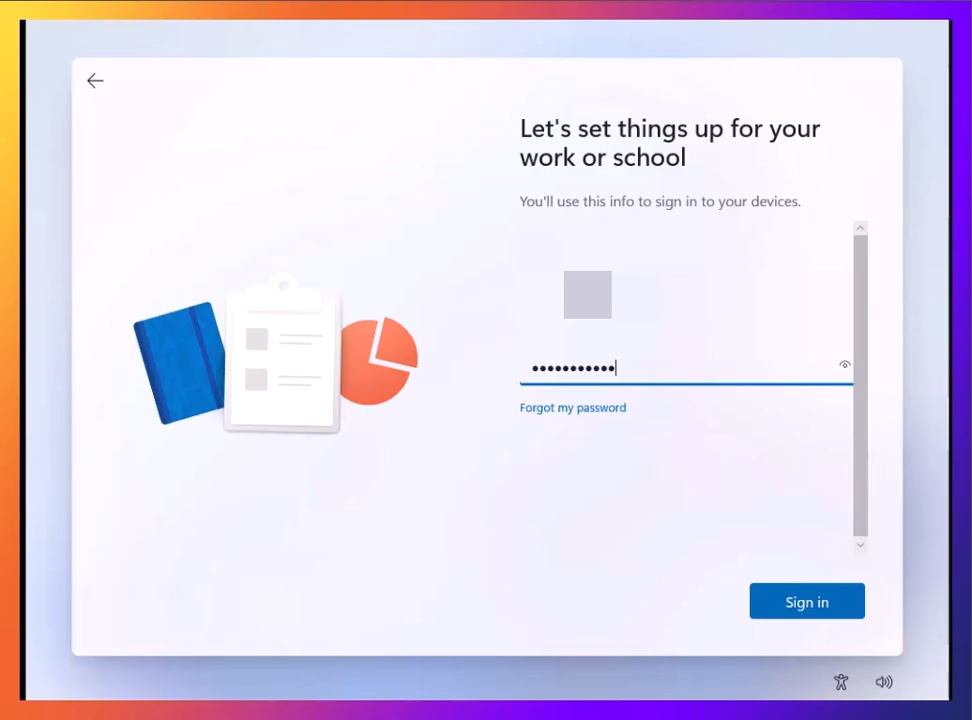 Let's set things up for your
work or school
You'll use this info to sign in to your devices.
•••••••••••
Forgot my password
Sign in